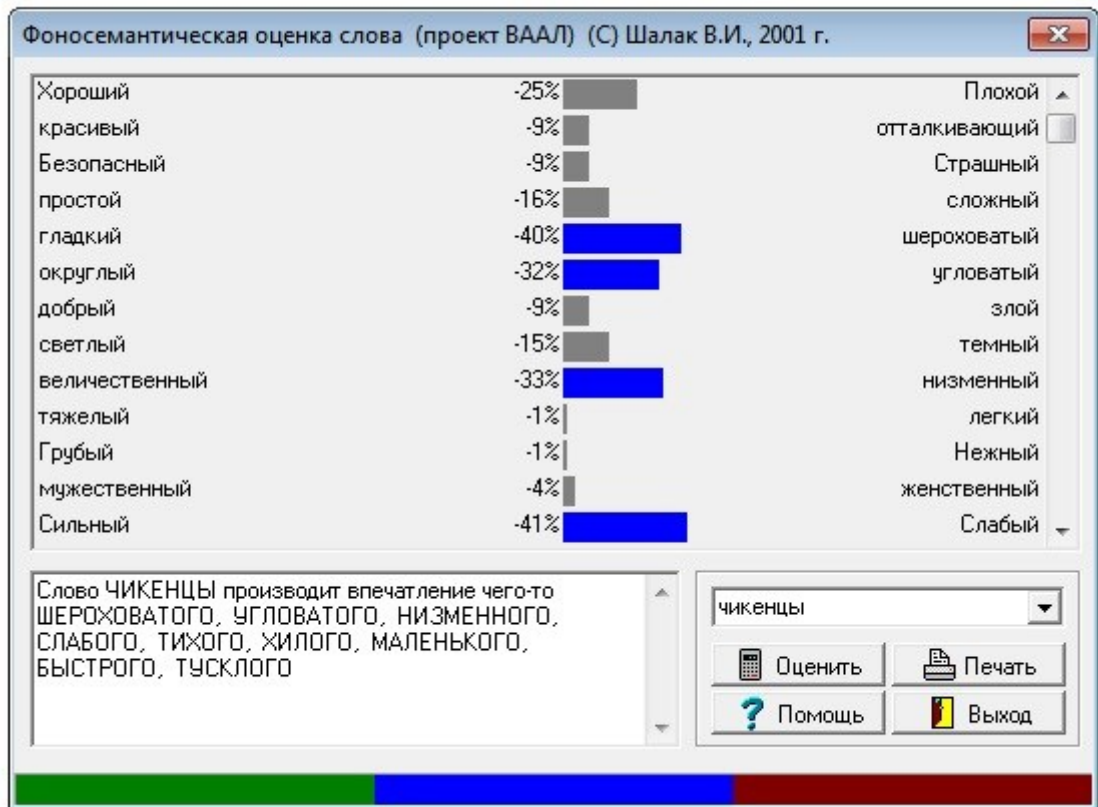 Фоносемантическая оценка слова (проект ВААЛ) (C) Шалак В.И., 2001 г.
Хороший -25% Плохой
красивый -9% отталкивающий
Безопасный -9% Страшный
простой -16% сложный
гладкий -40% шероховатый
округлый -32% угловатый
добрый -9% злой
светлый -15% темный
величественный -33% низменный
тяжелый -1% легкий
Грубый -1% Нежный
мужественный -4% женственный
Сильный -41% Слабый
Слово ЧИКЕНЦЫ производит впечатление чего-то
ШЕРОХОВАТОГО, УГЛОВАТОГО, НИЗМЕННОГО,
СЛАБОГО, ТИХОГО, ХИЛОГО, МАЛЕНЬКОГО,
БЫСТРОГО, ТУСКЛОГО
чикенцы
Оценить Печать
Помощь Выход